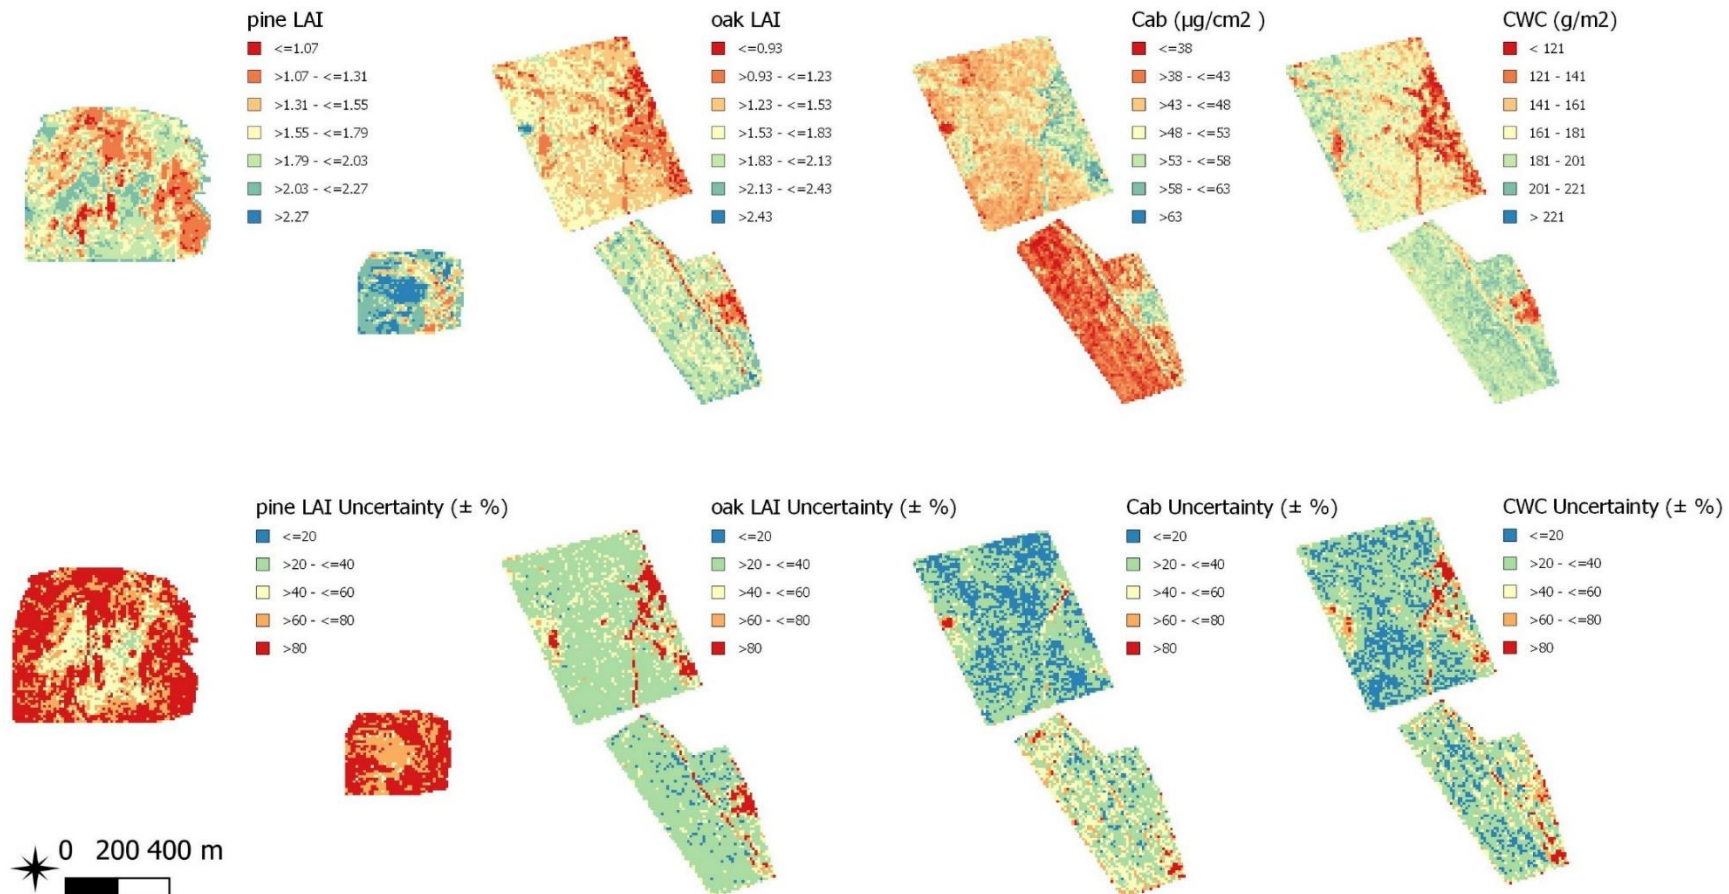 pine LAI
<=1.07
>1.07 - <=1.31
>1.31 - <=1.55
>1.55 - <=1.79
>1.79 - <=2.03
>2.03 - <=2.27
>2.27
oak LAI
<=0.93
>0.93 - <=1.23
>1.23 - <=1.53
>1.53 - <=1.83
>1.83 - <=2.13
>2.13 - <=2.43
>2.43
Cab (µg/cm2 )
<=38
>38 - <=43
>43 - <=48
>48 - <=53
>53 - <=58
>58 - <=63
>63
CWC (g/m2)
< 121
121 - 141
141 - 161
161 - 181
181 - 201
201 - 221
> 221
pine LAI Uncertainty (± %)
<=20
>20 - <=40
>40 - <=60
>60 - <=80
>80
oak LAI Uncertainty (± %)
<=20
>20 - <=40
>40 - <=60
>60 - <=80
>80
Cab Uncertainty (± %)
<=20
>20 - <=40
>40 - <=60
>60 - <=80
>80
CWC Uncertainty (± %)
<=20
>20 - <=40
>40 - <=60
>60 - <=80
>80
0 200 400 m